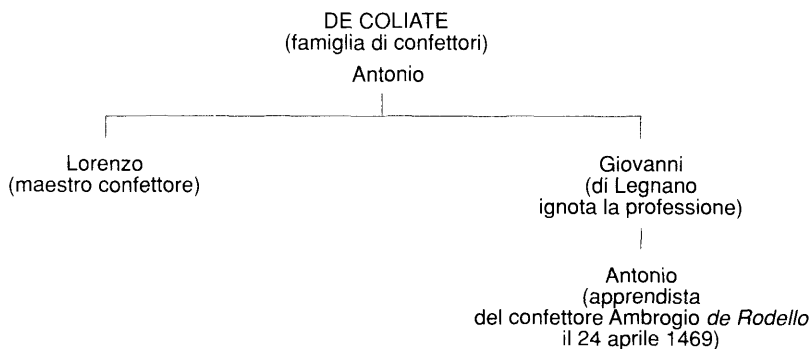 DE COLIATE
(famiglia di confettori)
Antonio
Lorenzo
(maestro confettore)
Giovanni
(di Legnano
ignota la professione)
Antonio
(apprendista
del confettore Ambrogio de Rodello
il 24 aprile 1469)